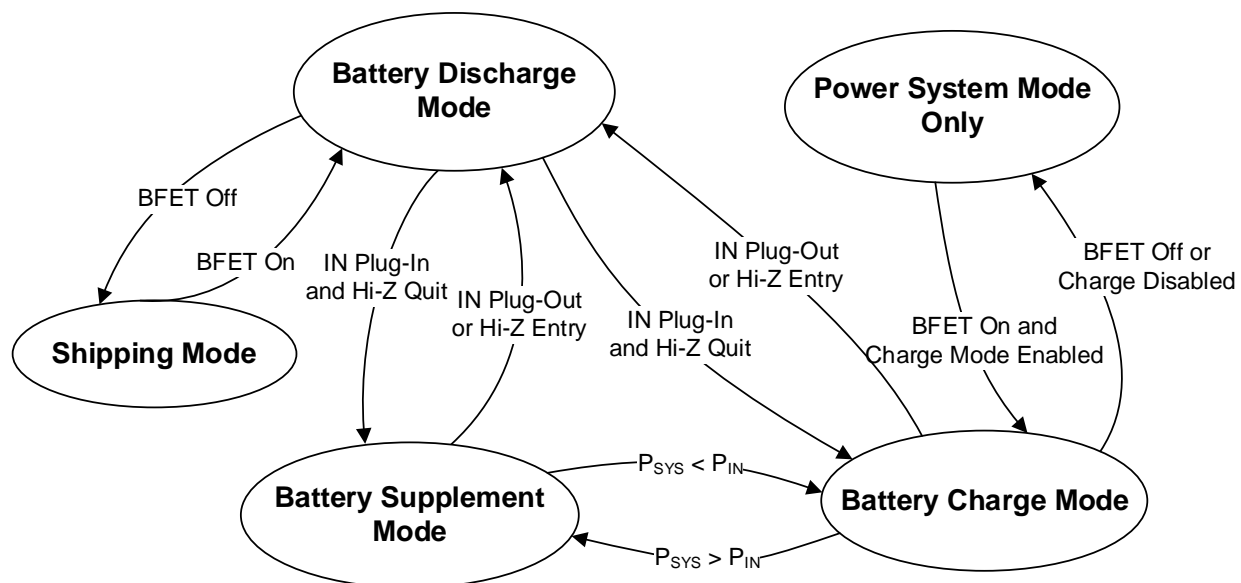 Battery Discharge
Mode
Power System Mode
Only
BFET Off
BFET On
IN Plug-In
and Hi-Z Quit
IN Plug-Out
or Hi-Z Entry
IN Plug-In
and Hi-Z Quit
IN Plug-Out
or Hi-Z Entry
BFET Off or
Charge Disabled
BFET On and
Charge Mode Enabled
Shipping Mode
Battery Supplement
Mode
PSYS < PIN
PSYS > PIN
Battery Charge Mode